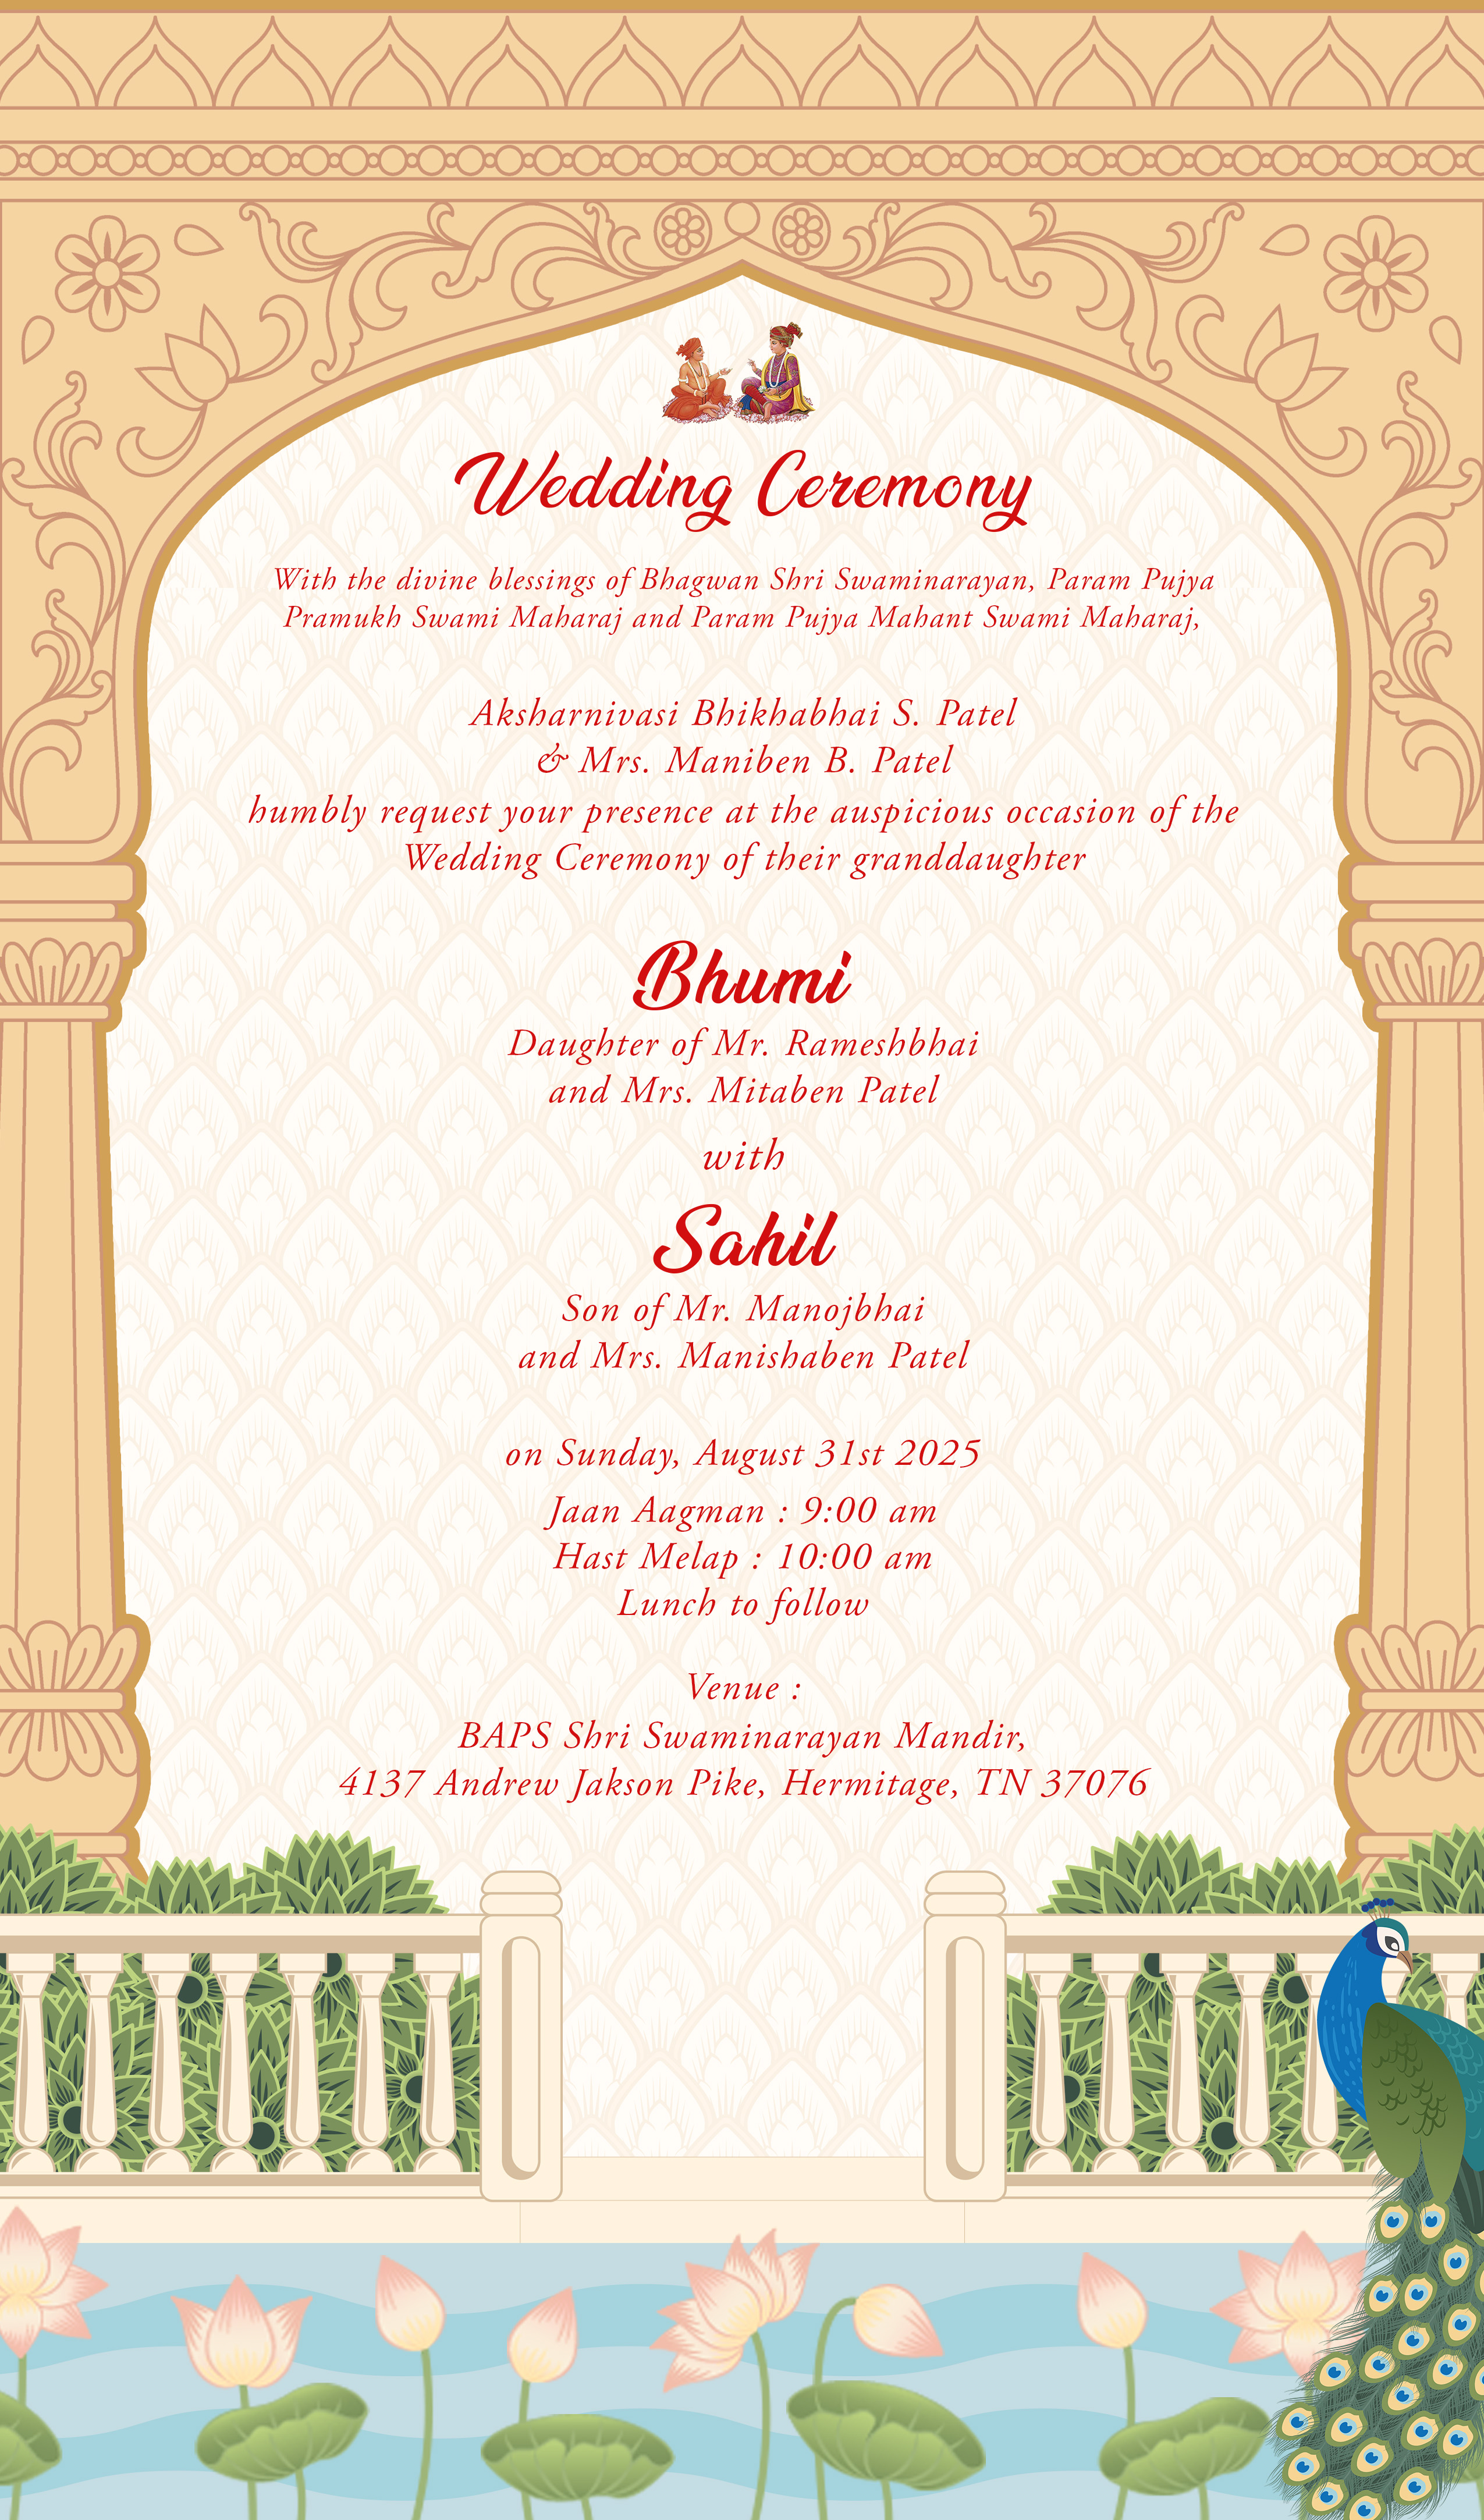 Wedding Ceremony
With the divine blessings of Bhagwan Shri Swaminarayan, Param Pujya
Pramukh Swami Maharaj and Param Pujya Mahant Swami Maharaj,
Aksharnivasi Bhikhabhai S. Patel
& Mrs. Maniben B. Patel
humbly request your presence at the auspicious occasion of the
Wedding Ceremony of their granddaughter
Bhumi
Daughter of Mr. Rameshbhai
and Mrs. Mitaben Patel
with
Sahil
Son of Mr. Manojbhai
and Mrs. Manishaben Patel
on Sunday, August 31st 2025
Jaan Aagman : 9:00 am
Hast Melap : 10:00 am
Lunch to follow
Venue :
BAPS Shri Swaminarayan Mandir,
4137 Andrew Jakson Pike, Hermitage, TN 37076